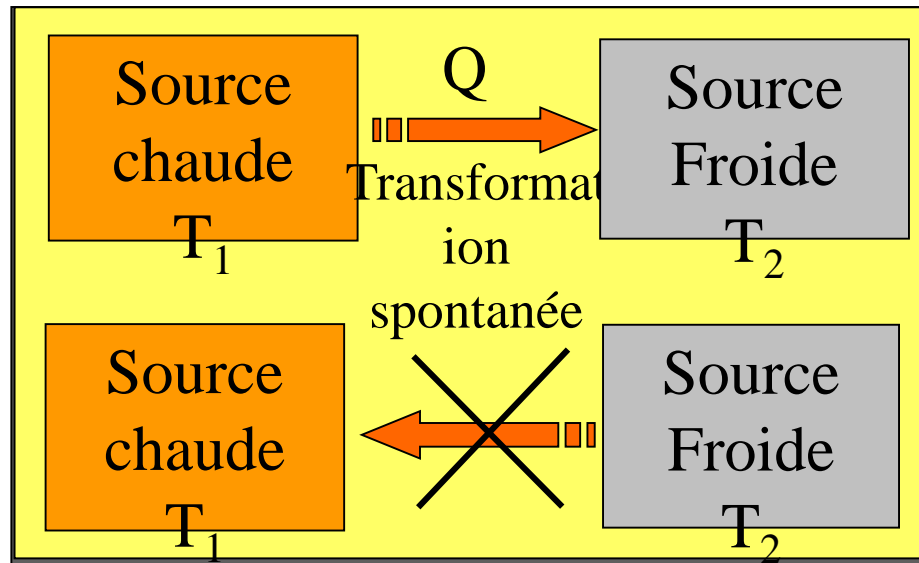 Source
chaude
T₁
Q
Transformat
ion
spontanée
Source
Froide
T₂
Source
chaude
T₁
Source
Froide
T₂